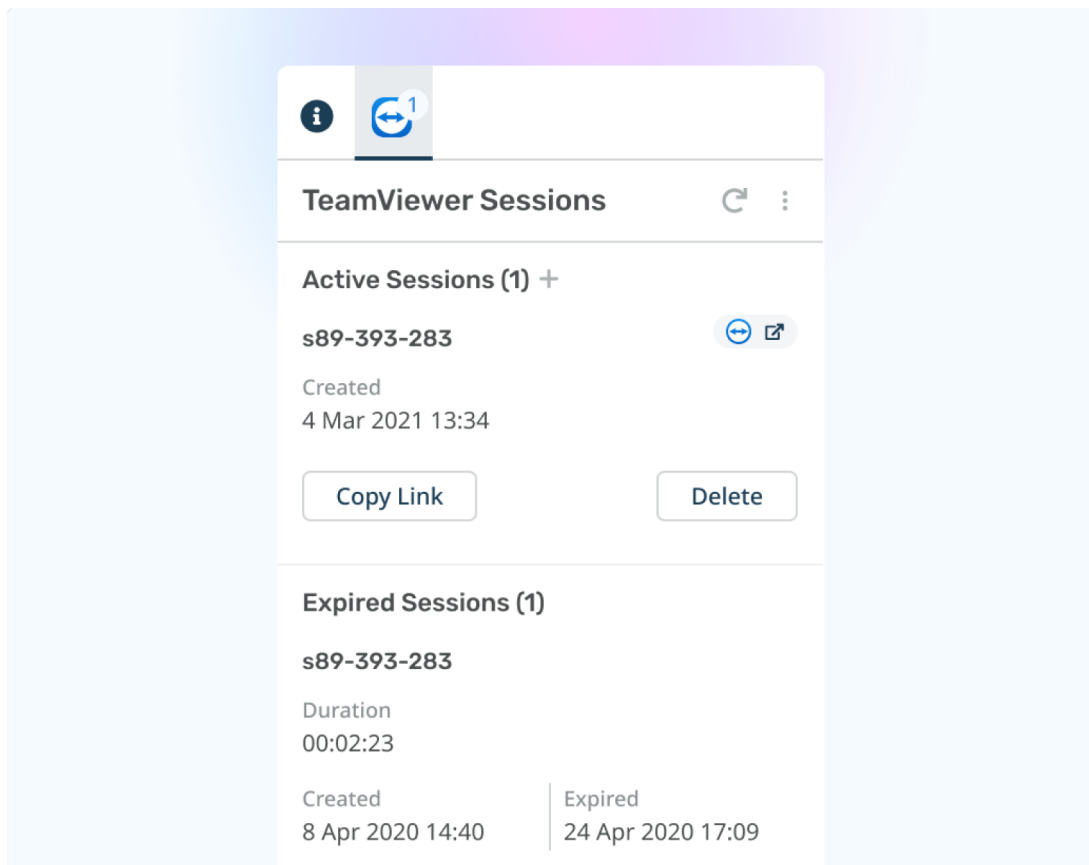 1
TeamViewer Sessions
Active Sessions (1) +
s89-393-283
Created
4 Mar 2021 13:34
Copy Link
Delete
Expired Sessions (1)
s89-393-283
Duration
00:02:23
Created
Expired
8 Apr 2020 14:40
24 Apr 2020 17:09